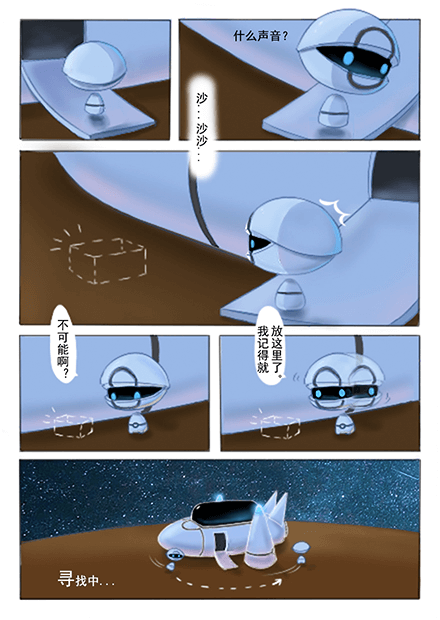 什么声音？
沙：沙沙：
不可能啊？
放这里了。
我记得就
寻找中...